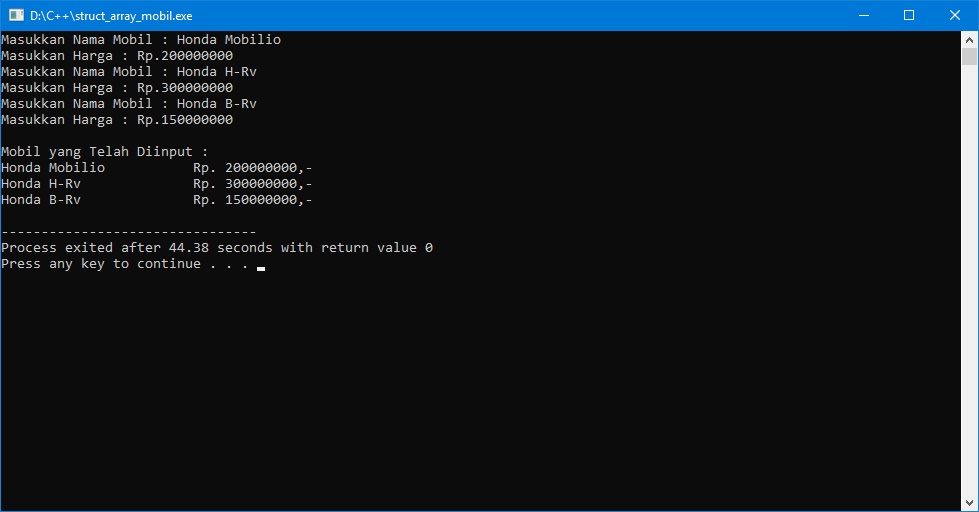 D:\C++\struct_array_mobil.exe
Masukkan Nama Mobil : Honda Mobilio
Masukkan Harga : Rp.200000000
Masukkan Nama Mobil : Honda H-Rv
Masukkan Harga : Rp.300000000
Masukkan Nama Mobil : Honda B-Rv
Masukkan Harga : Rp.150000000
Mobil yang Telah Diinput :
Honda Mobilio           Rp. 200000000,-
Honda H-Rv              Rp. 300000000,-
Honda B-Rv              Rp. 150000000,-
--------------------------------
Process exited after 44.38 seconds with return value 0
Press any key to continue . . .